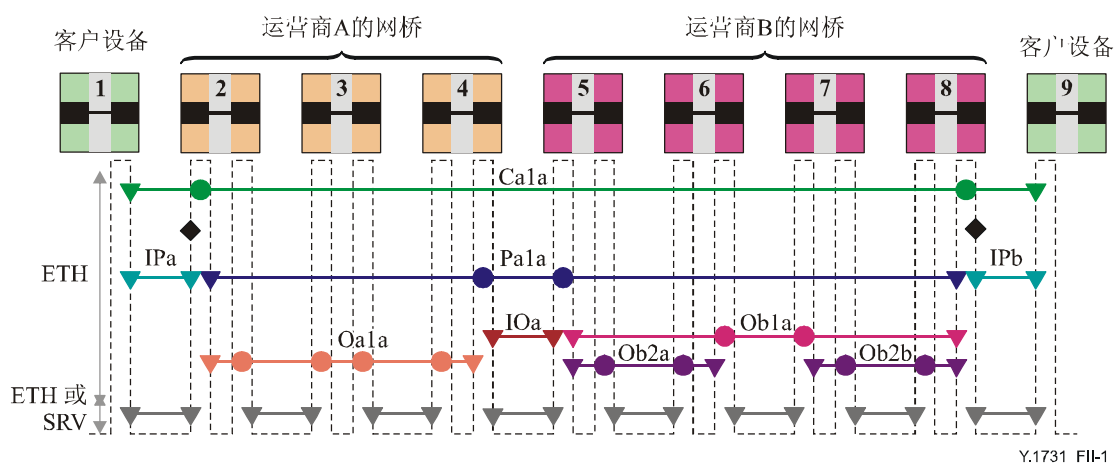 运营商A的网桥
运营商B的网桥
客户设备
客户设备
1
2
3
4
5
6
7
8
9
Ca1a
IPa
Pa1a
IPb
ETH
IOa
Ob1a
Oa1a
Ob2a
Ob2b
ETH 或
SRV
Y.1731_FII-1